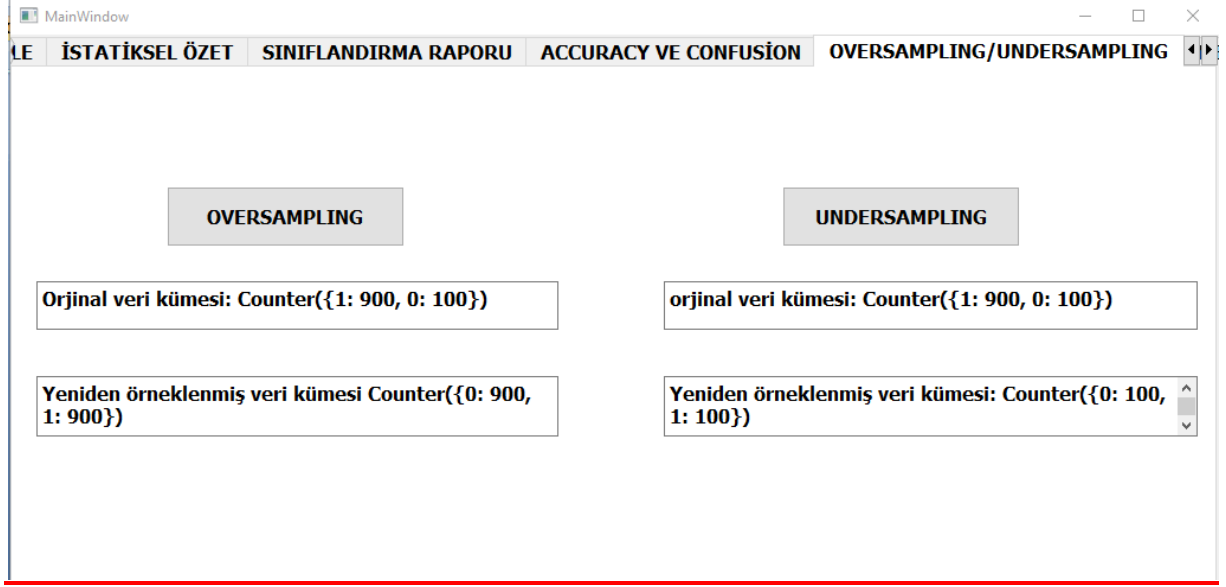 MainWindow
LE İSTATİKSEL ÖZET SINIFLANDIRMA RAPORU ACCURACY VE CONFUSİON OVERSAMPLING/UNDERSAMPLING
OVERSAMPLING
UNDERSAMPLING
Orjinal veri kümesi: Counter({1: 900, 0: 100})
orjinal veri kümesi: Counter({1: 900, 0: 100})
Yeniden örneklenmiş veri kümesi Counter({0: 900,
1: 900})
Yeniden örneklenmiş veri kümesi: Counter({0: 100,
1: 100})